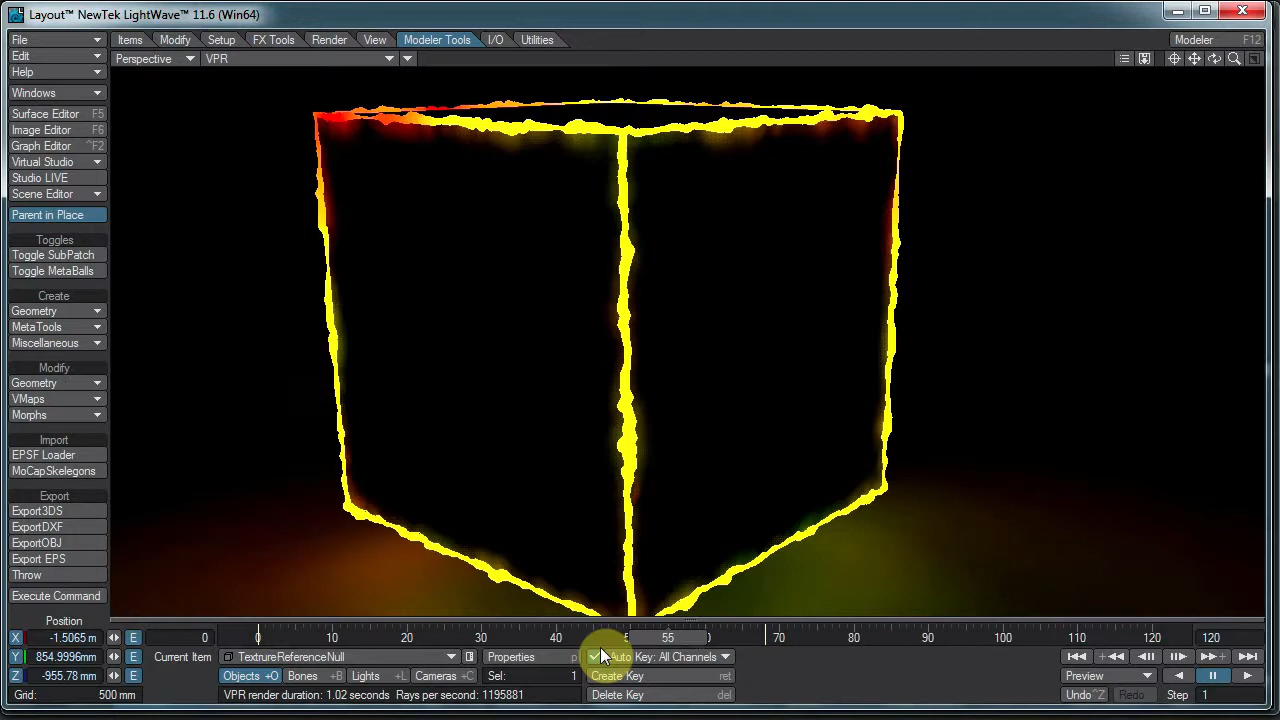 Layout™ NewTek LightWave™ 11.6 (Win64)
File Items Modify Setup FX Tools Render View Modeler Tools I/O Utilities Modeler F12
Edit Perspective VPR
Help
Windows
Surface Editor F5
Image Editor F6
Graph Editor ^F2
Virtual Studio
Studio LIVE
Scene Editor
Parent in Place
Toggles
Toggle SubPatch
Toggle MetaBalls
Create
Geometry
MetaTools
Miscellaneous
Modify
Geometry
VMaps
Morphs
Import
EPSF Loader
MoCapSkelegons
Export
Export3DS
ExportDXF
ExportOBJ
Export EPS
Throw
Execute Command
Position
X -1.5065 m E 0 0 10 20 30 40 55 70 80 90 100 110 120 120
Y 854.9996mm E Current Item TextrureReferenceNull Properties p Auto Key: All Channels
Z -955.78 mm E Objects +O Bones +B Lights +L Cameras +C Sel: 1 Create Key ret Preview
Grid: 500 mm VPR render duration: 1.02 seconds Rays per second: 1195881 Delete Key del Undo ^Z Redo Step 1